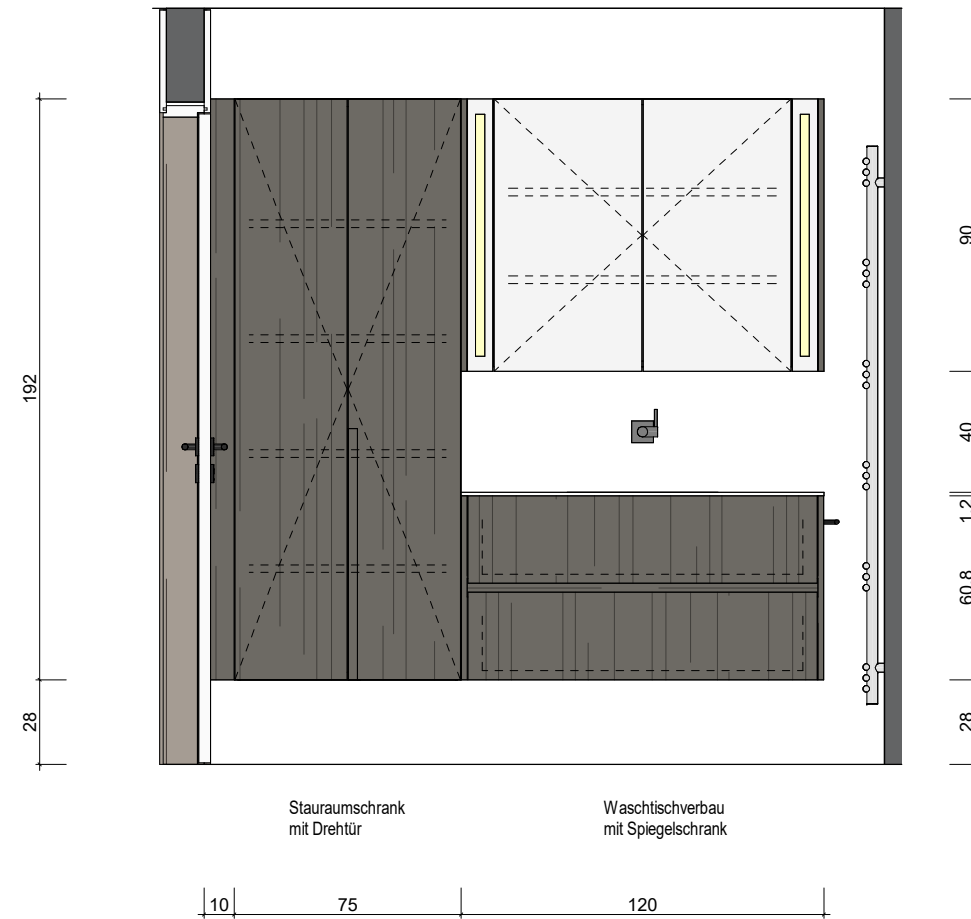 192
28
90
40
1.2
60.8
28
Stauraumschrank
mit Drehtür
Waschtischverbau
mit Spiegelschrank
10
75
120